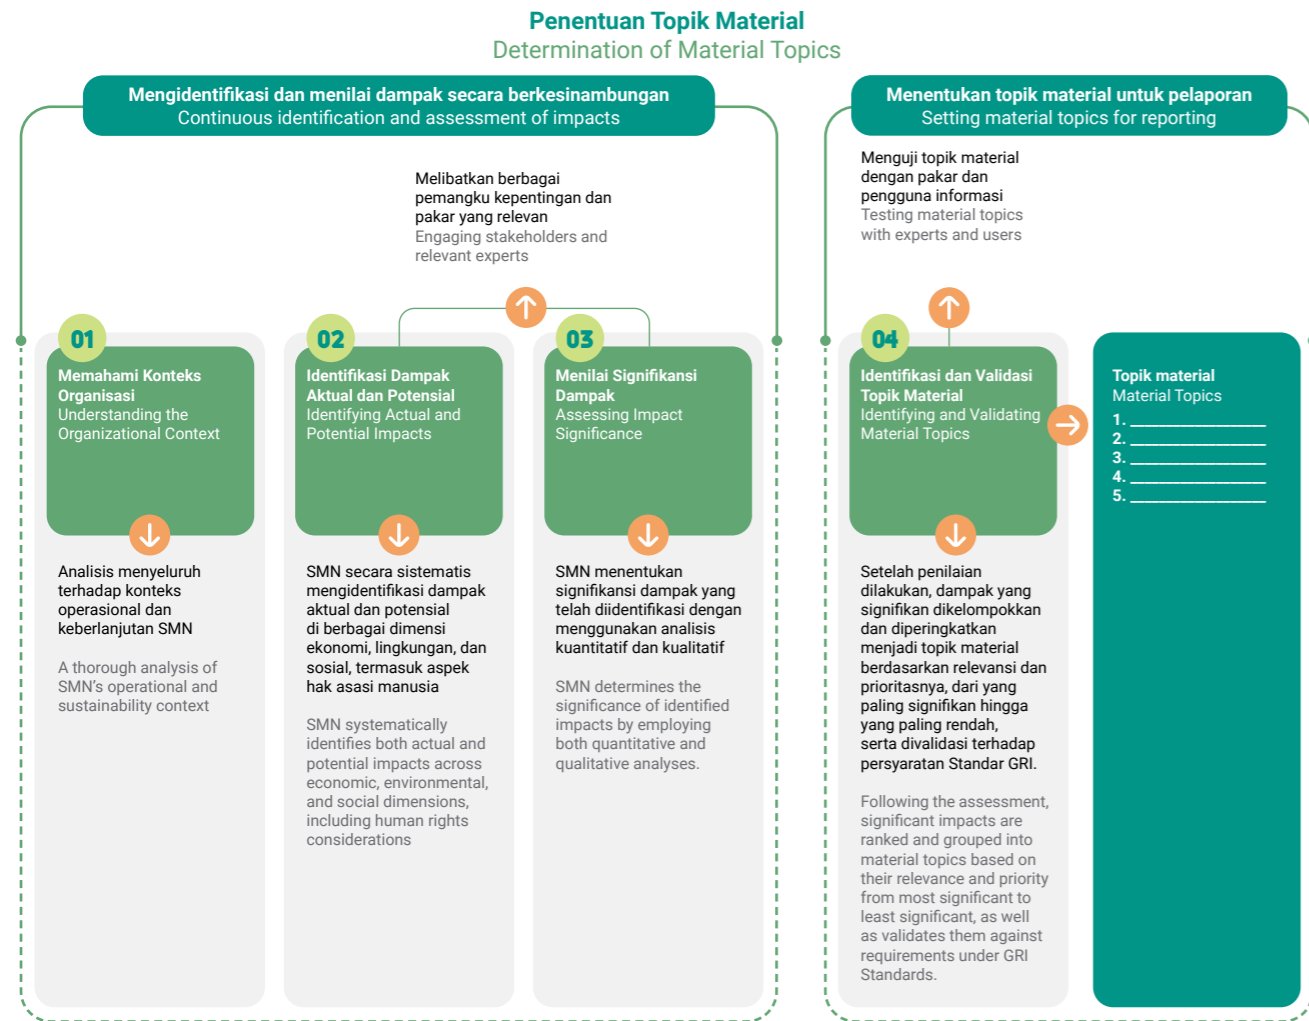 Penentuan Topik Material
Determination of Material Topics
Mengidentifikasi dan menilai dampak secara berkesinambungan
Continuous identification and assessment of impacts
Melibatkan berbagai
pemangku kepentingan dan
pakar yang relevan
Engaging stakeholders and
relevant experts
01
Memahami Konteks
Organisasi
Understanding the
Organizational Context
Analisis menyeluruh
terhadap konteks
operasional dan
keberlanjutan SMN
A thorough analysis of
SMN's operational and
sustainability context
02
Identifikasi Dampak
Aktual dan Potensial
Identifying Actual and
Potential Impacts
SMN secara sistematis
mengidentifikasi dampak
aktual dan potensial
di berbagai dimensi
ekonomi, lingkungan, dan
sosial, termasuk aspek
hak asasi manusia
SMN systematically
identifies both actual and
potential impacts across
economic, environmental,
and social dimensions,
including human rights
considerations
03
Menilai Signifikansi
Dampak
Assessing Impact
Significance
SMN menentukan
signifikansi dampak yang
telah diidentifikasi dengan
menggunakan analisis
kuantitatif dan kualitatif
SMN determines the
significance of identified
impacts by employing
both quantitative and
qualitative analyses.
Menentukan topik material untuk pelaporan
Setting material topics for reporting
Menguji topik material
dengan pakar dan
pengguna informasi
Testing material topics
with experts and users
04
Identifikasi dan Validasi
Topik Material
Identifying and Validating
Material Topics
Setelah penilaian
dilakukan, dampak yang
signifikan dikelompokkan
dan diperingkatkan
menjadi topik material
berdasarkan relevansi dan
prioritasnya, dari yang
paling signifikan hingga
yang paling rendah,
serta divalidasi terhadap
persyaratan Standar GRI.
Following the assessment,
significant impacts are
ranked and grouped into
material topics based on
their relevance and priority
from most significant to
least significant, as well
as validates them against
requirements under GRI
Standards.
Topik material
Material Topics
1. ________________
2. ________________
3. ________________
4. ________________
5. ________________